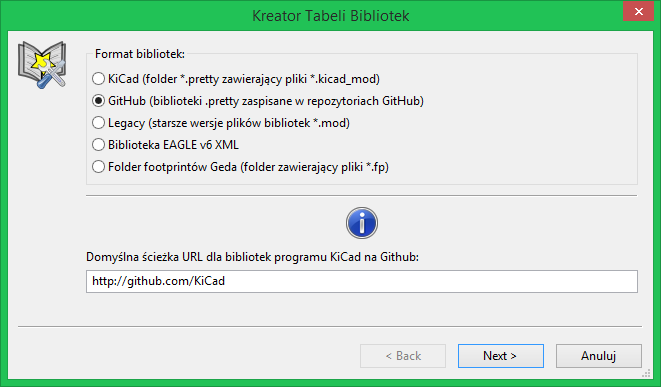 Kreator Tabeli Bibliotek
Format bibliotek:
KiCad (folder *.pretty zawierający pliki *.kicad_mod)
GitHub (biblioteki .pretty zaspisane w repozytoriach GitHub)
Legacy (starsze wersje plików bibliotek *.mod)
Biblioteka EAGLE v6 XML
Folder footprintów Geda (folder zawierający pliki *.fp)
Domyślna ścieżka URL dla bibliotek programu KiCad na Github:
http://github.com/KiCad
< Back
Next >
Anuluj